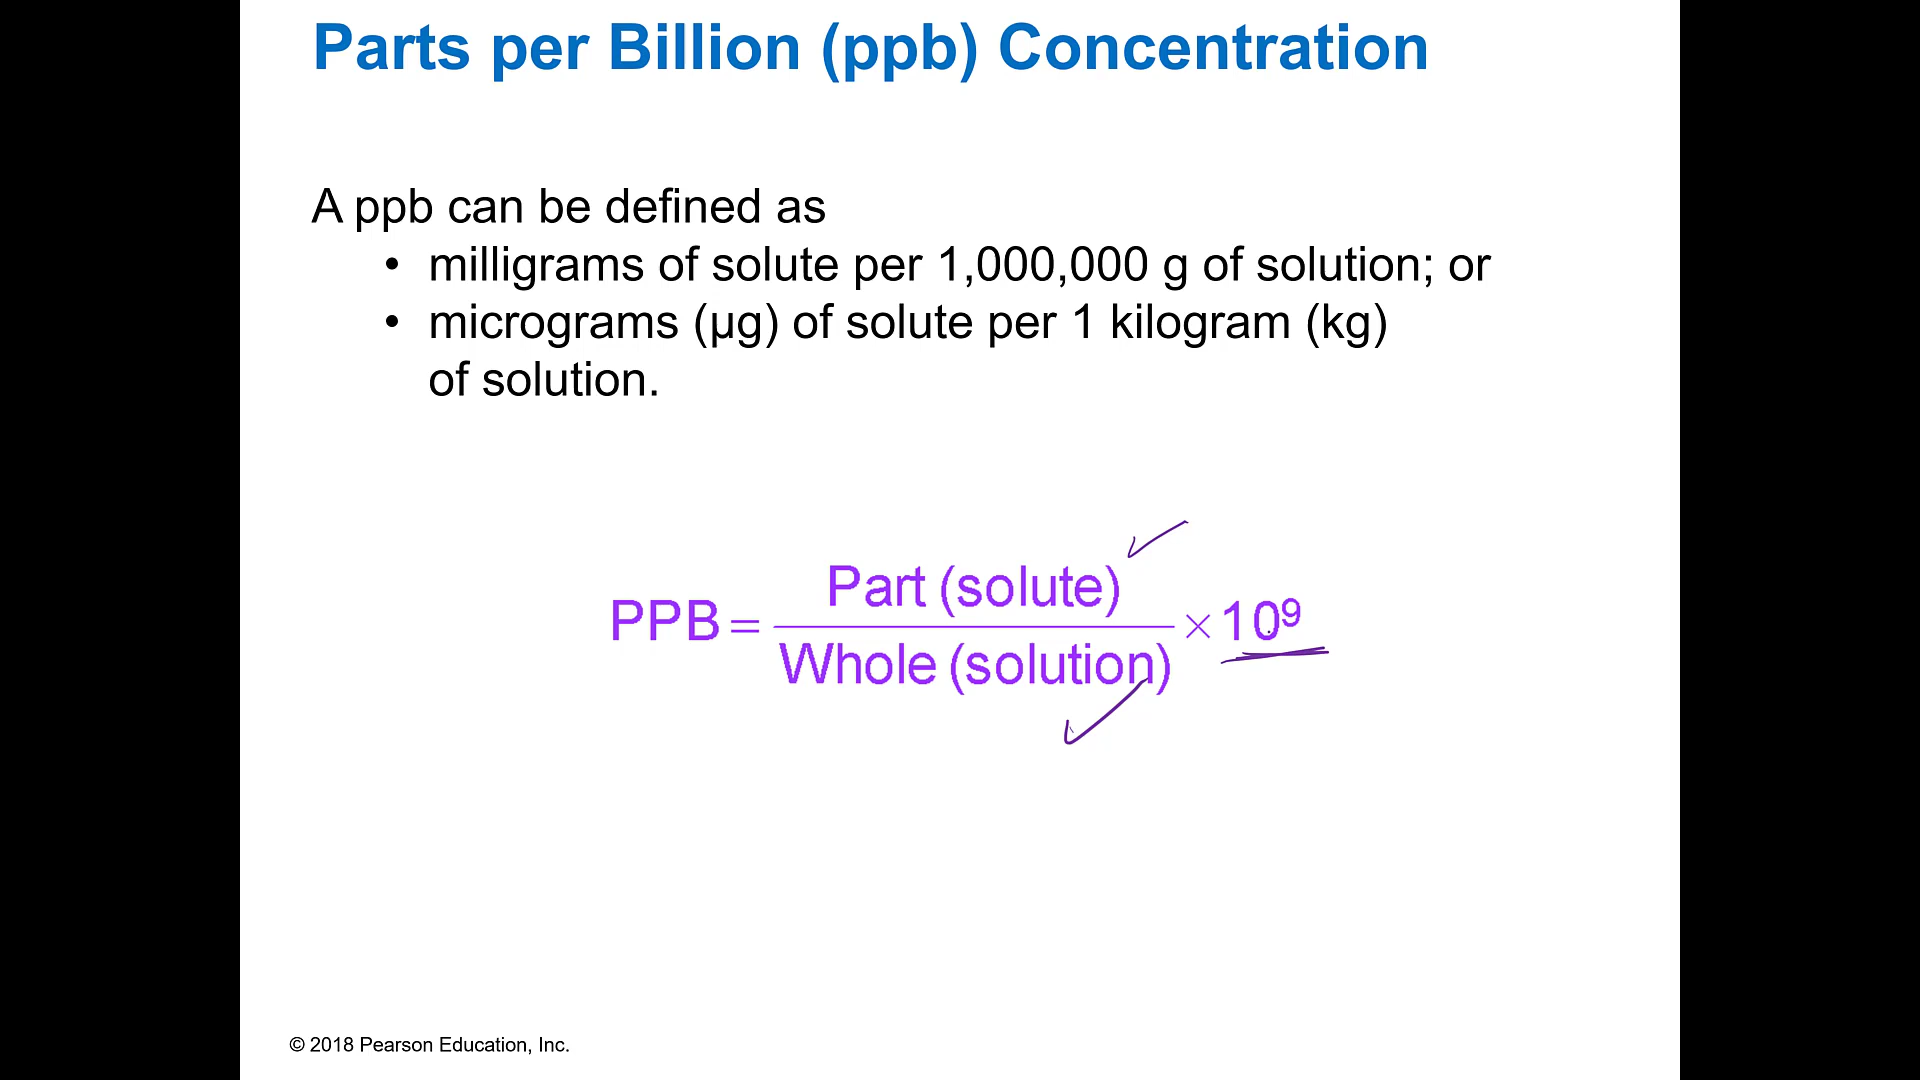 Parts per Billion (ppb) Concentration
A ppb can be defined as
• milligrams of solute per 1,000,000 g of solution; or
• micrograms (µg) of solute per 1 kilogram (kg)
of solution.
PPB = Part (solute) / Whole (solution) × 10⁹
© 2018 Pearson Education, Inc.